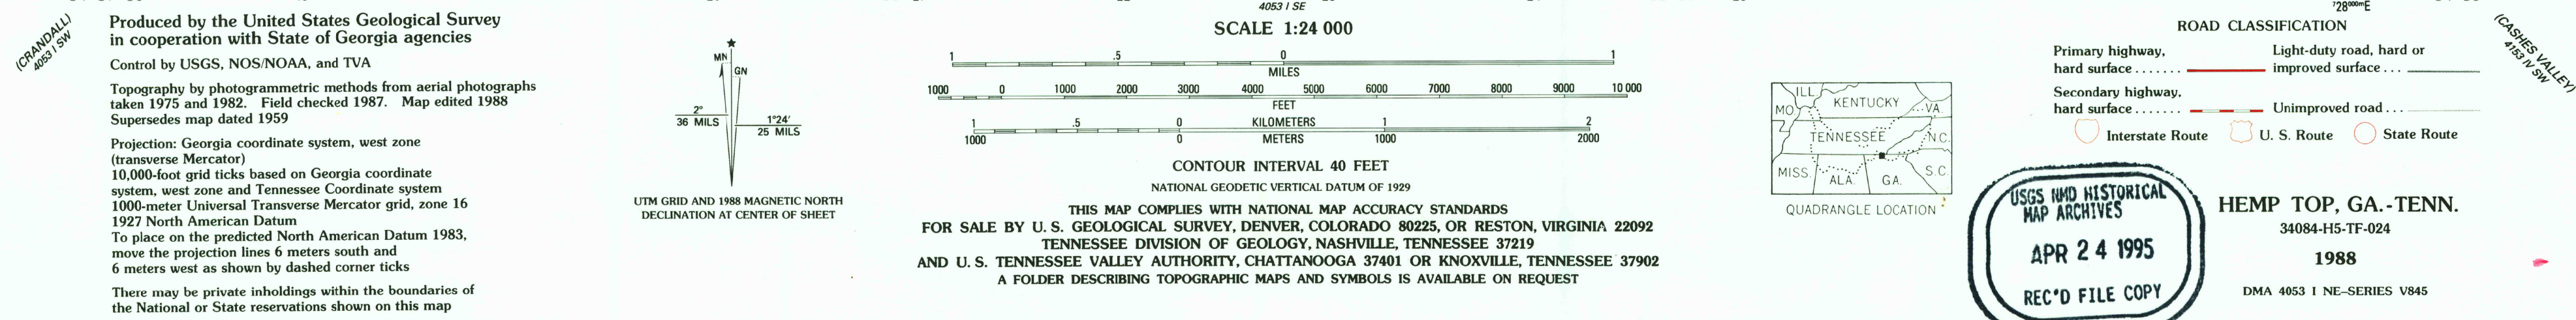 (CRANDALL)
4053 I SW
Produced by the United States Geological Survey
in cooperation with State of Georgia agencies
Control by USGS, NOS/NOAA, and TVA
Topography by photogrammetric methods from aerial photographs
taken 1975 and 1982. Field checked 1987. Map edited 1988
Supersedes map dated 1959
Projection: Georgia coordinate system, west zone
(transverse Mercator)
10,000-foot grid ticks based on Georgia coordinate
system, west zone and Tennessee Coordinate system
1000-meter Universal Transverse Mercator grid, zone 16
1927 North American Datum
To place on the predicted North American Datum 1983,
move the projection lines 6 meters south and
6 meters west as shown by dashed corner ticks
There may be private inholdings within the boundaries of
the National or State reservations shown on this map
MN
GN
2°
36 MILS
1°24′
25 MILS
UTM GRID AND 1988 MAGNETIC NORTH
DECLINATION AT CENTER OF SHEET
4053 I SE
SCALE 1:24 000
1 .5 0 1
MILES
1000 0 1000 2000 3000 4000 5000 6000 7000 8000 9000 10 000
FEET
1 .5 0 KILOMETERS 1 2
1000 0 METERS 1000 2000
CONTOUR INTERVAL 40 FEET
NATIONAL GEODETIC VERTICAL DATUM OF 1929
THIS MAP COMPLIES WITH NATIONAL MAP ACCURACY STANDARDS
FOR SALE BY U. S. GEOLOGICAL SURVEY, DENVER, COLORADO 80225, OR RESTON, VIRGINIA 22092
TENNESSEE DIVISION OF GEOLOGY, NASHVILLE, TENNESSEE 37219
AND U. S. TENNESSEE VALLEY AUTHORITY, CHATTANOOGA 37401 OR KNOXVILLE, TENNESSEE 37902
A FOLDER DESCRIBING TOPOGRAPHIC MAPS AND SYMBOLS IS AVAILABLE ON REQUEST
ILL.
MO.
KENTUCKY
VA.
TENNESSEE
N.C.
MISS.
ALA.
GA.
S.C.
QUADRANGLE LOCATION
728000mE
ROAD CLASSIFICATION
Primary highway,
hard surface.......
Light-duty road, hard or
improved surface...
Secondary highway,
hard surface.......
Unimproved road...
Interstate Route
U. S. Route
State Route
(CASHES VALLEY)
4153 IV SW
USGS NMD HISTORICAL
MAP ARCHIVES
APR 24 1995
REC'D FILE COPY
HEMP TOP, GA.-TENN.
34084-H5-TF-024
1988
DMA 4053 I NE–SERIES V845